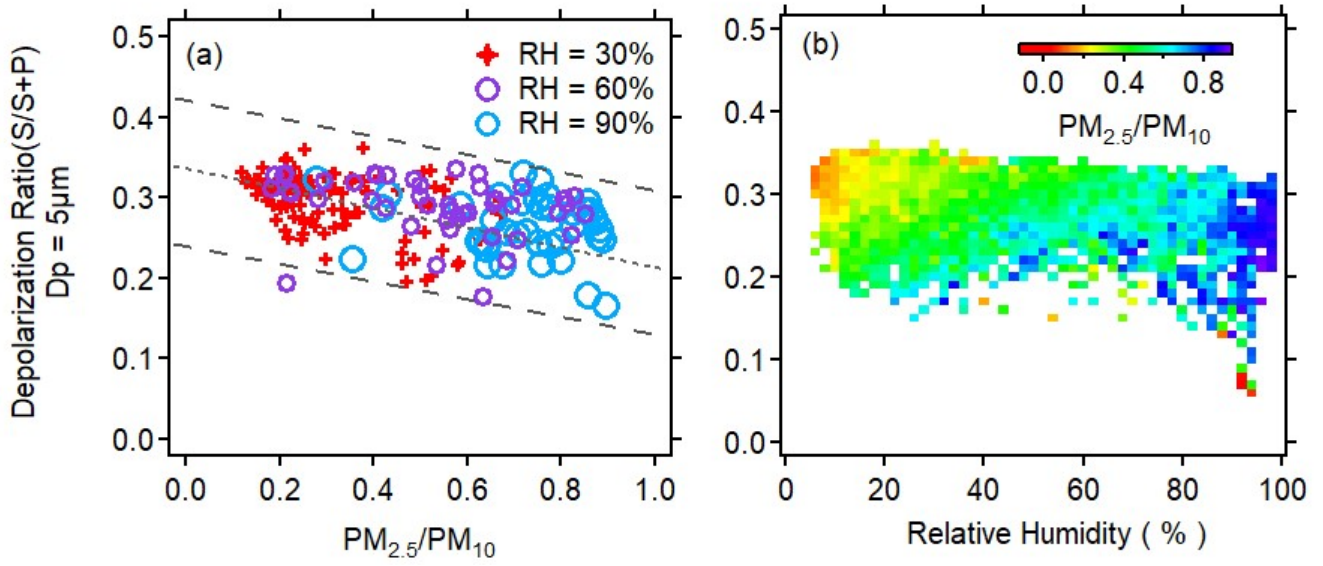 Depolarization Ratio(S/S+P)
Dp = 5μm
0.5
0.4
0.3
0.2
0.1
0.0
(a)
RH = 30%
RH = 60%
RH = 90%
0.0 0.2 0.4 0.6 0.8 1.0
PM2.5/PM10
0.5
0.4
0.3
0.2
0.1
0.0
(b)
0.0 0.4 0.8
PM2.5/PM10
0 20 40 60 80 100
Relative Humidity ( % )